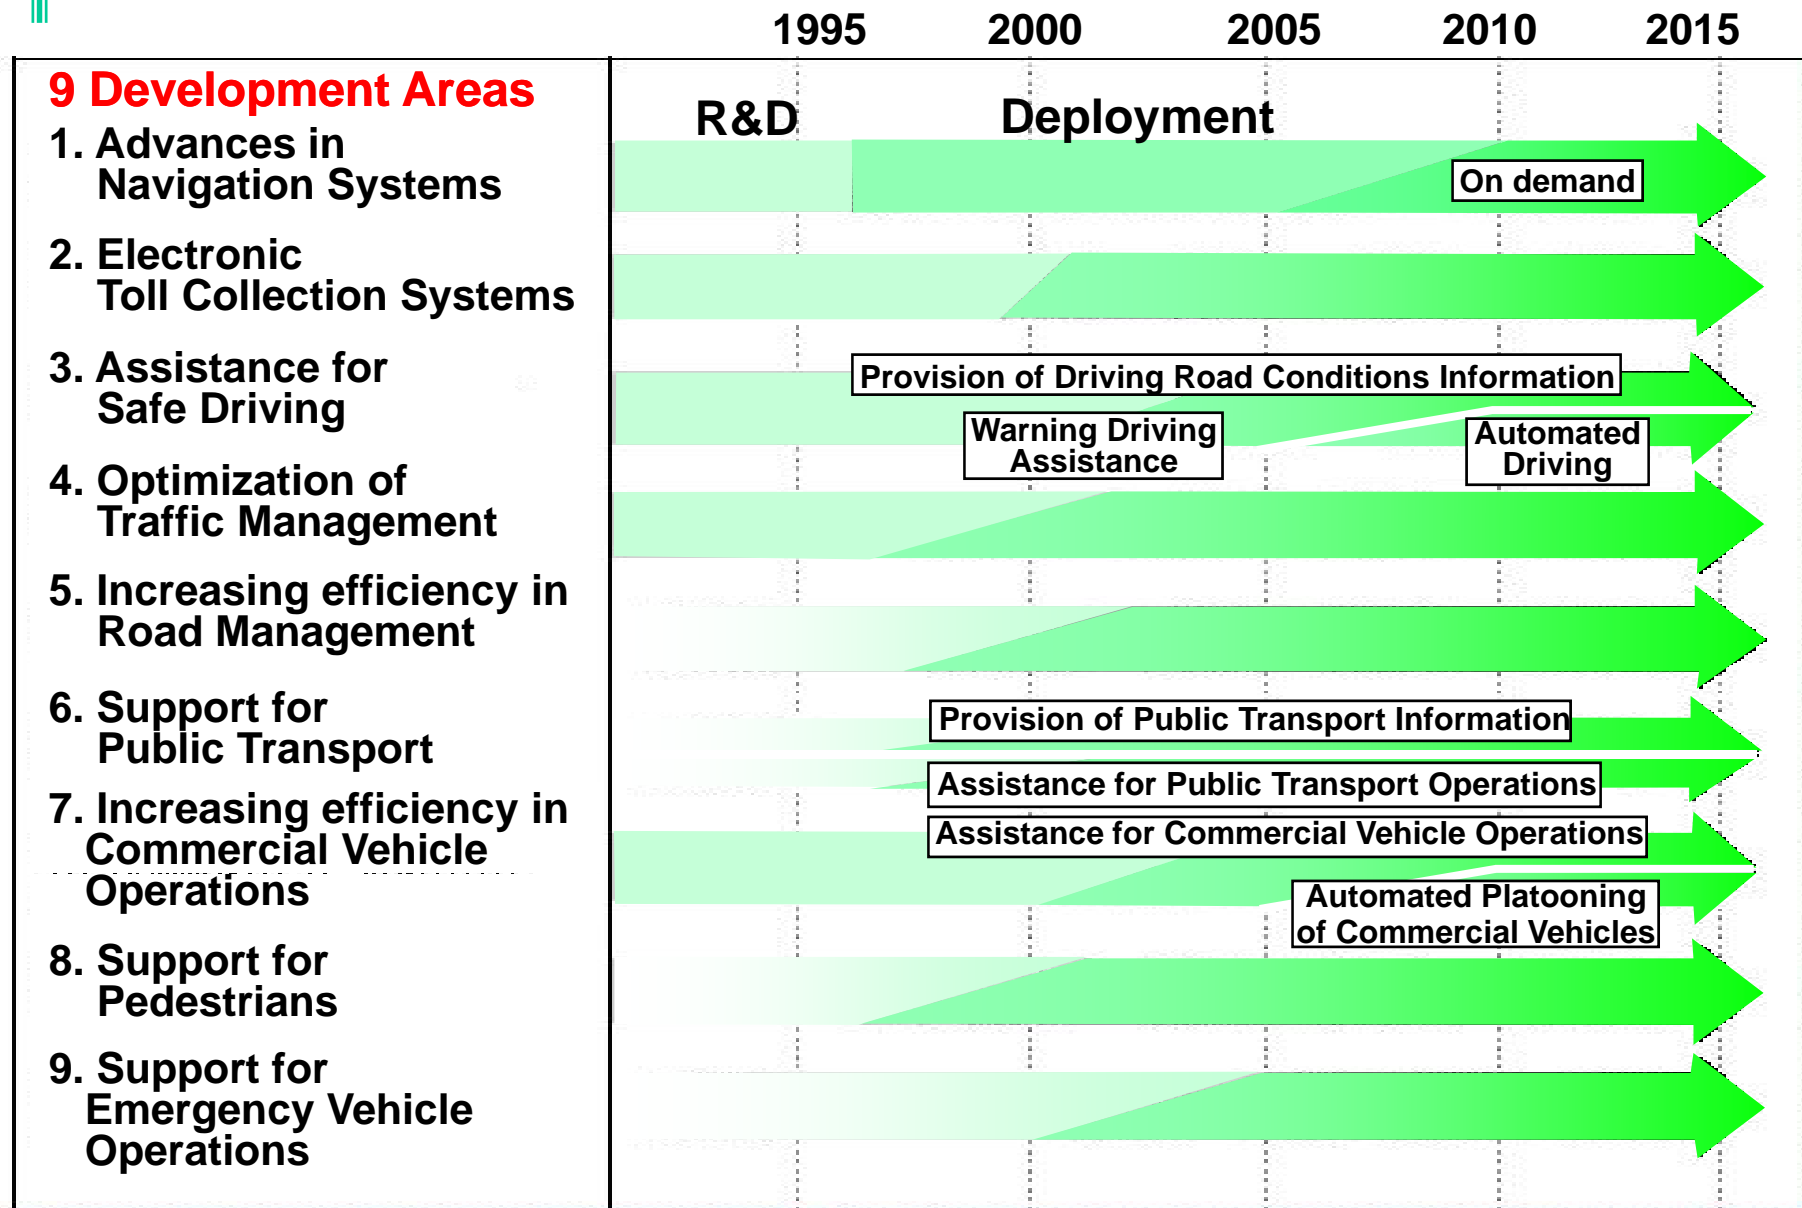 1995 2000 2005 2010 2015
9 Development Areas
R&D Deployment
1. Advances in
Navigation Systems
On demand
2. Electronic
Toll Collection Systems
3. Assistance for
Safe Driving
Provision of Driving Road Conditions Information
Warning Driving
Assistance
Automated
Driving
4. Optimization of
Traffic Management
5. Increasing efficiency in
Road Management
6. Support for
Public Transport
Provision of Public Transport Information
Assistance for Public Transport Operations
7. Increasing efficiency in
Commercial Vehicle
Operations
Assistance for Commercial Vehicle Operations
Automated Platooning
of Commercial Vehicles
8. Support for
Pedestrians
9. Support for
Emergency Vehicle
Operations